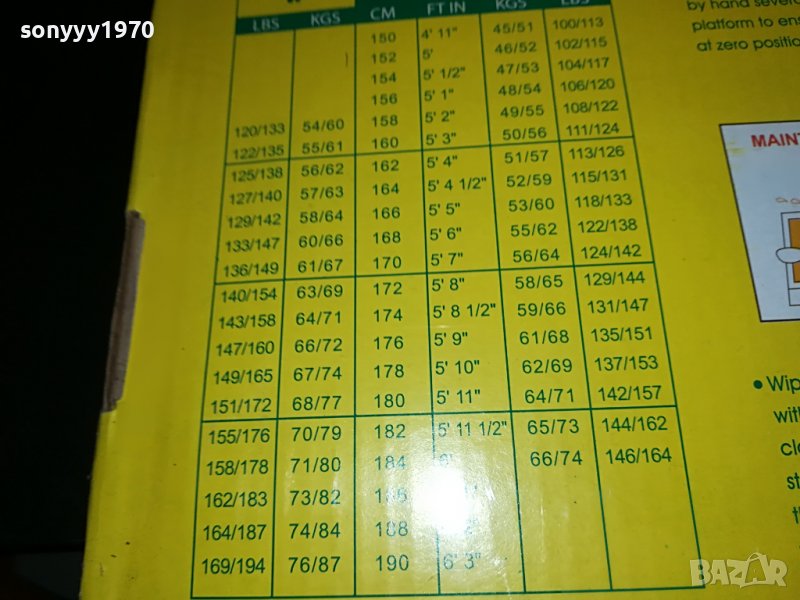 sonyyy1970
LBS KGS CM FT IN KGS LBS
150 4' 11" 45/51 100/113
152 5' 46/52 102/115
154 5' 1/2" 47/53 104/117
156 5' 1" 48/54 106/120
120/133 54/60 158 5' 2" 49/55 108/122
122/135 55/61 160 5' 3" 50/56 111/124
125/138 56/62 162 5' 4" 51/57 113/126
127/140 57/63 164 5' 4 1/2" 52/59 115/131
129/142 58/64 166 5' 5" 53/60 118/133
133/147 60/66 168 5' 6" 55/62 122/138
136/149 61/67 170 5' 7" 56/64 124/142
140/154 63/69 172 5' 8" 58/65 129/144
143/158 64/71 174 5' 8 1/2" 59/66 131/147
147/160 66/72 176 5' 9" 61/68 135/151
149/165 67/74 178 5' 10" 62/69 137/153
151/172 68/77 180 5' 11" 64/71 142/157
155/176 70/79 182 5' 11 1/2" 65/73 144/162
158/178 71/80 184 6' 66/74 146/164
162/183 73/82 186
164/187 74/84 188
169/194 76/87 190 6' 3"
by hand
platform to
at zero
MAINT
• Wip
with
clo
st
th
BAZAR